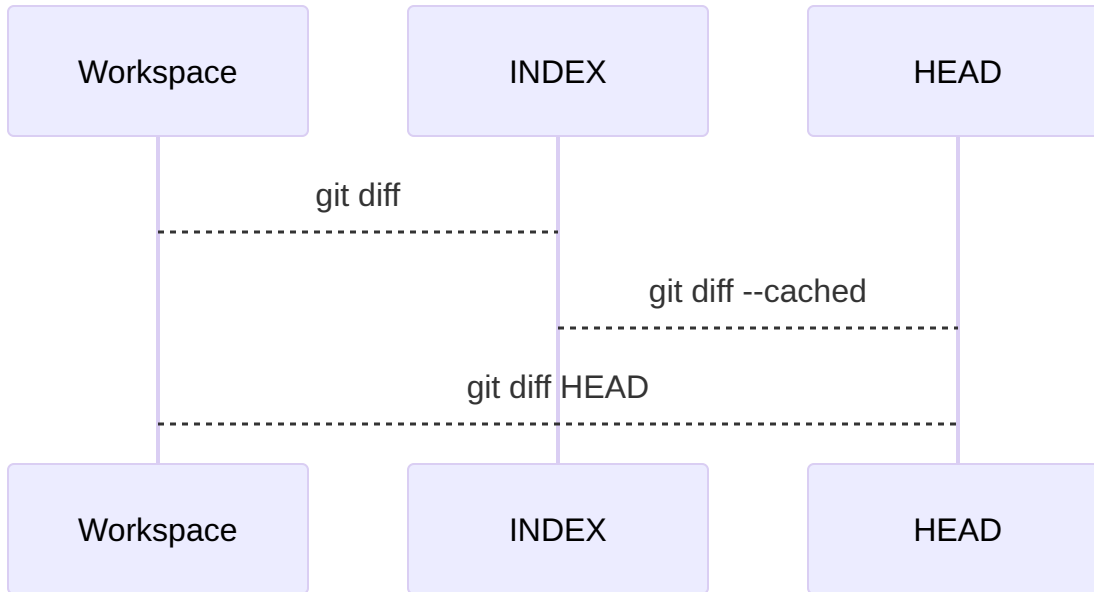 Workspace
INDEX
HEAD
git diff
git diff --cached
git diff HEAD
Workspace
INDEX
HEAD